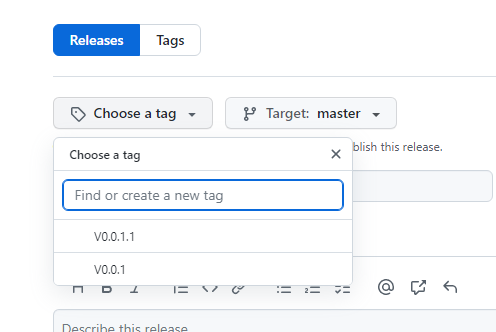 Releases
Tags
Choose a tag
Target: master
Choose a tag
blish this release.
Find or create a new tag
V0.0.1.1
V0.0.1
Describe this release